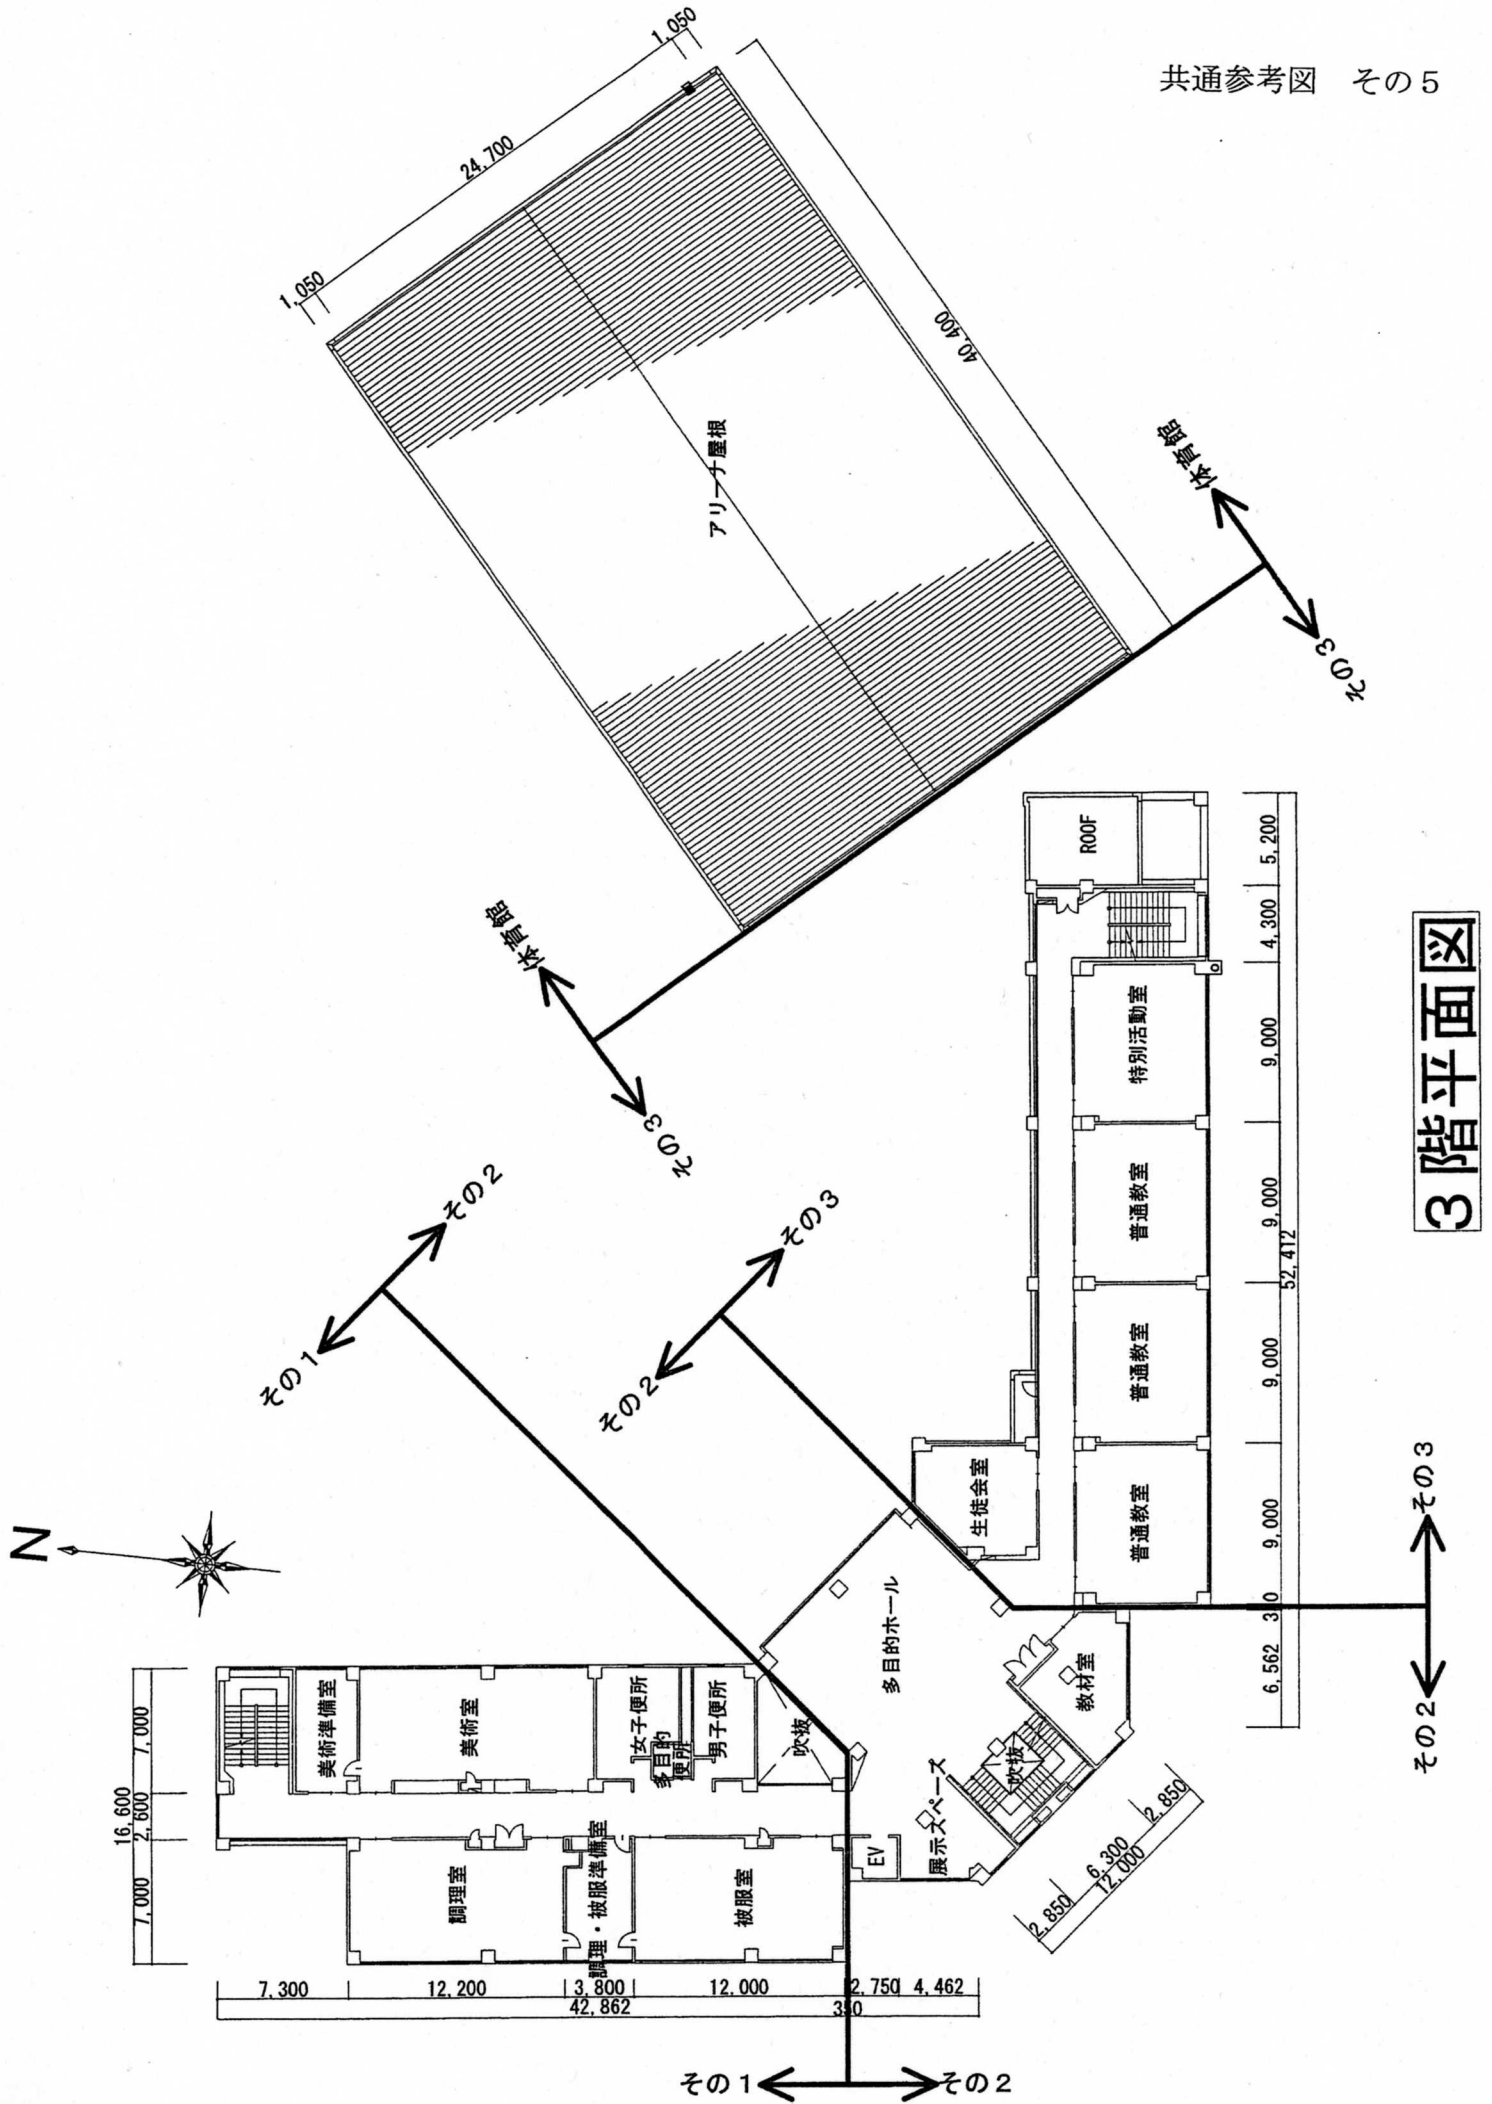 共通参考図　その５
1,050
24,700
1,050
アリーナ屋根
40,400
体育館
その3
体育館
その3
その2
その1
その3
その2
N
ROOF
特別活動室
普通教室
普通教室
普通教室
生徒会室
5,200
4,300
9,000
9,000
9,000
9,000
310
6,562
52,412
３階平面図
その3
その2
多目的ホール
教材室
吹抜
展示スペース
EV
吹抜
2,850
6,300
2,850
12,000
美術準備室
美術室
女子便所
多目的
便所
男子便所
調理室
調理・被服準備室
被服室
7,000
2,600
7,000
16,600
7,300
12,200
3,800
12,000
2,750
4,462
350
42,862
その1
その2